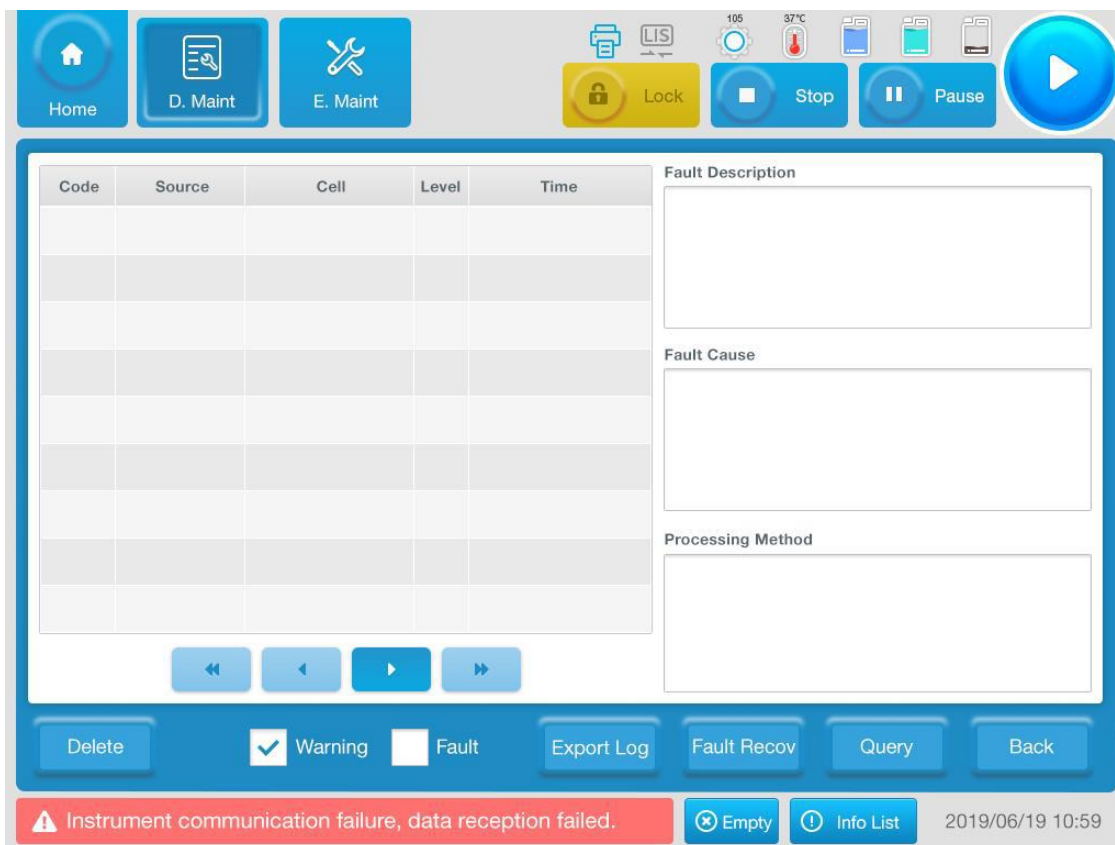 105
37°C
LIS
Home
D. Maint
E. Maint
Lock
Stop
Pause
Code Source Cell Level Time
Fault Description
Fault Cause
Processing Method
Delete
Warning
Fault
Export Log
Fault Recov
Query
Back
Instrument communication failure, data reception failed.
Empty
Info List
2019/06/19 10:59